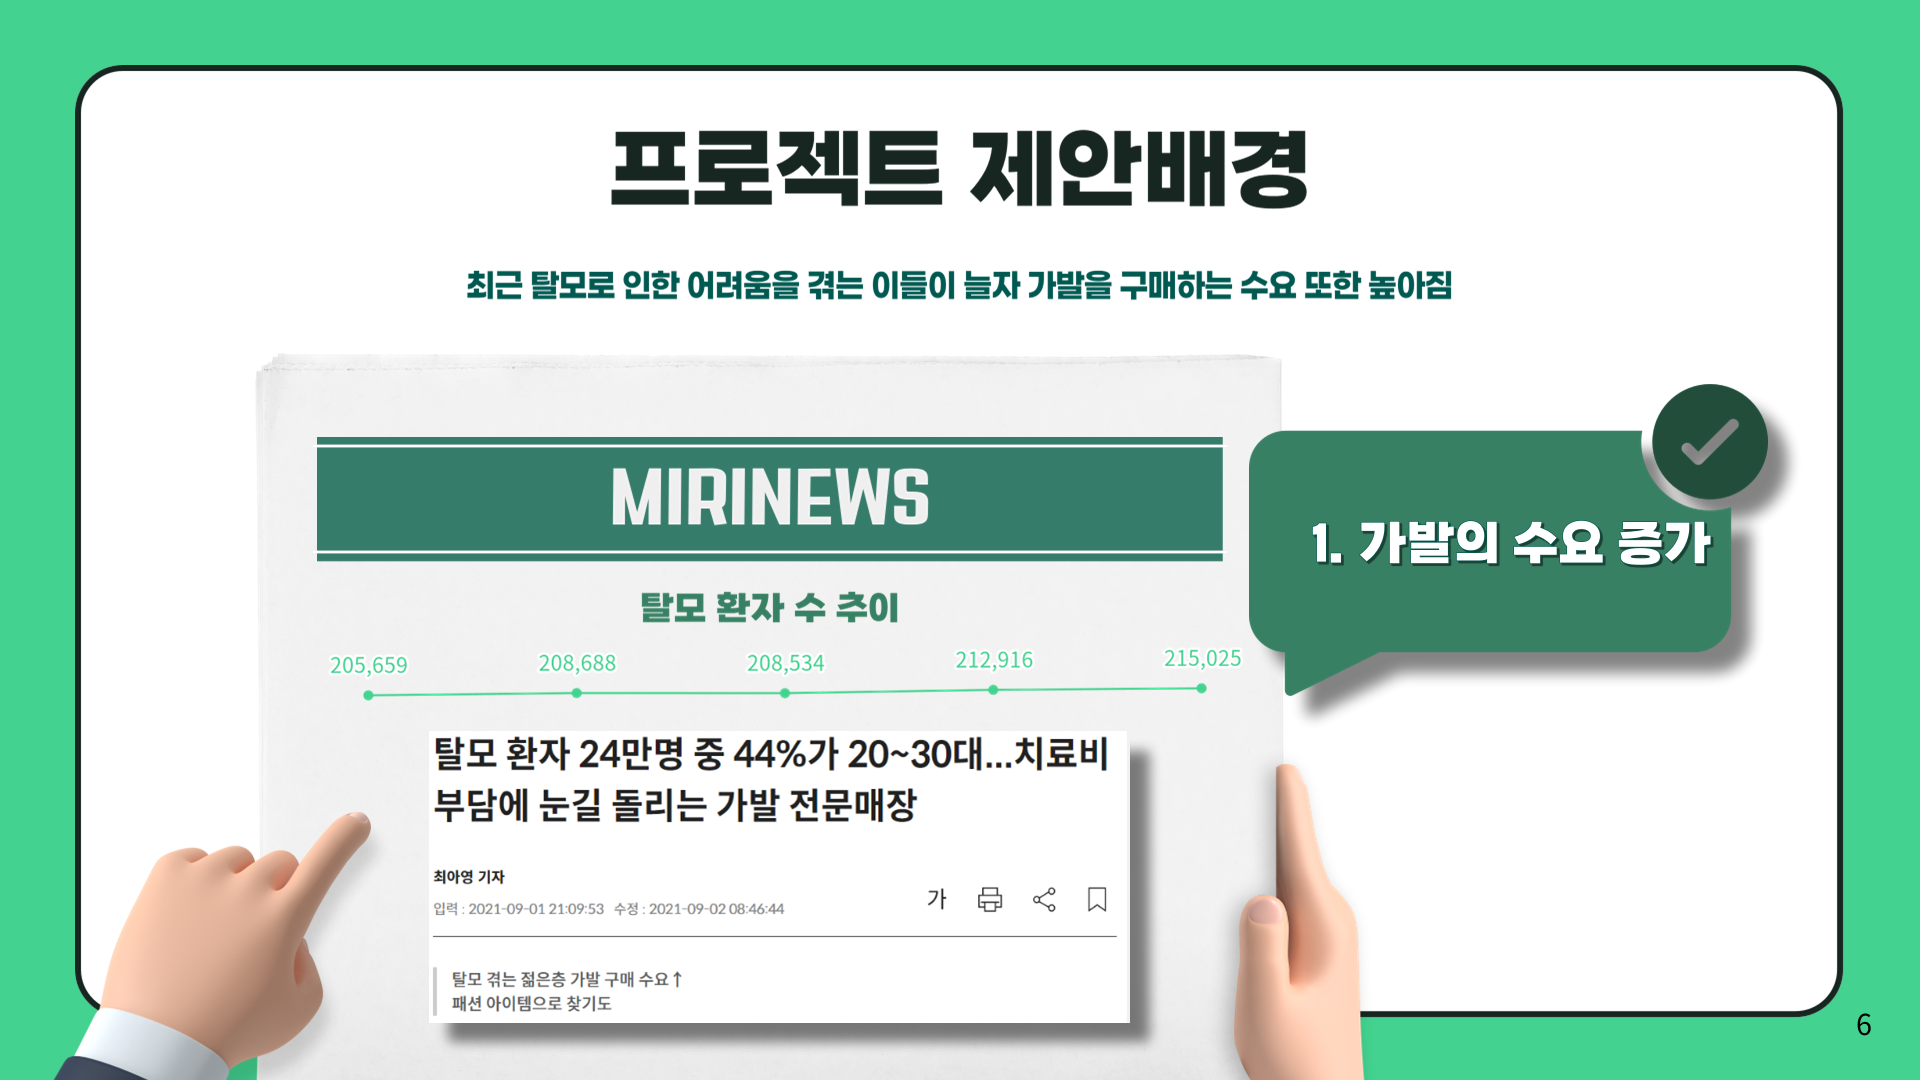 프로젝트 제안배경
최근 탈모로 인한 어려움을 겪는 이들이 늘자 가발을 구매하는 수요 또한 높아짐
MIRINEWS
1. 가발의 수요 증가
탈모 환자 수 추이
205,659 208,688 208,534 212,916 215,025
탈모 환자 24만명 중 44%가 20~30대...치료비
부담에 눈길 돌리는 가발 전문매장
최아영 기자
입력 : 2021-09-01 21:09:53 수정 : 2021-09-02 08:46:44
가
탈모 겪는 젊은층 가발 구매 수요↑
패션 아이템으로 찾기도
6